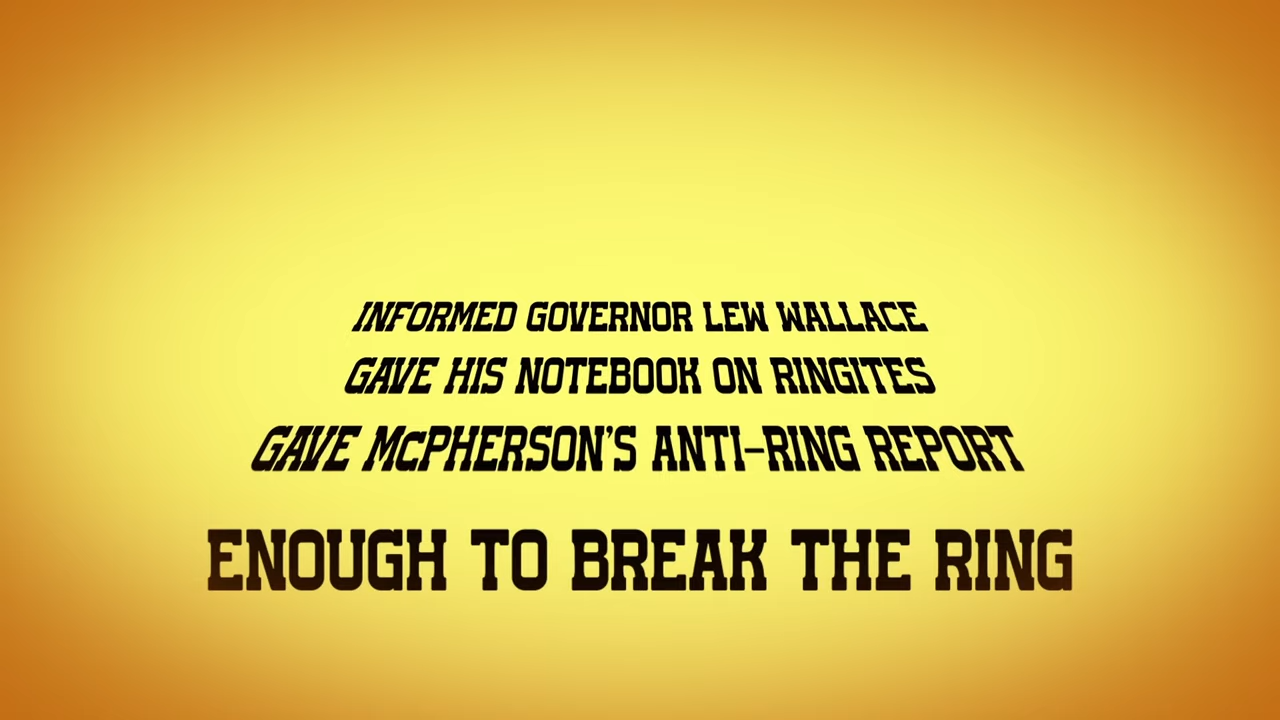 INFORMED GOVERNOR LEW WALLACE
GAVE HIS NOTEBOOK ON RINGITES
GAVE McPHERSON'S ANTI-RING REPORT
ENOUGH TO BREAK THE RING